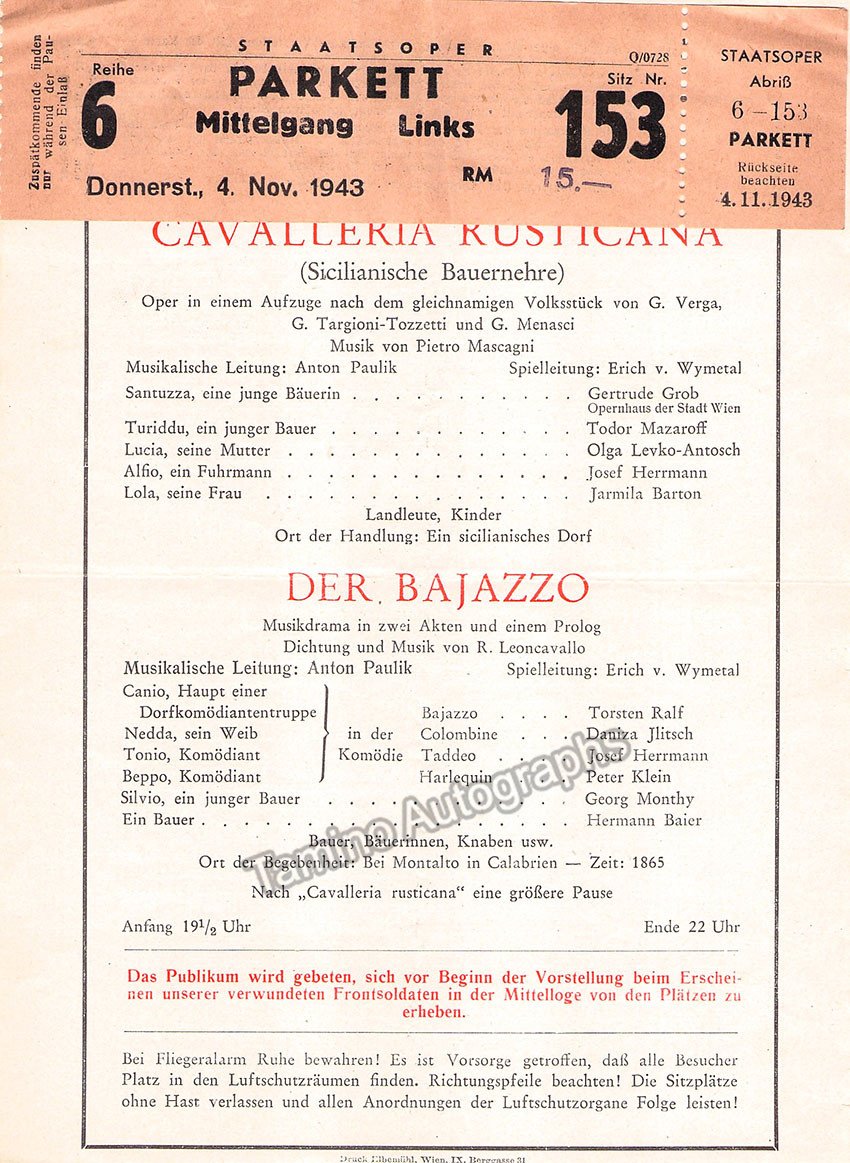 Zuspätkommende finden
nur während der Pau-
sen Einlaß
STAATSOPER
Q/0728
Reihe
6
PARKETT
Mittelgang Links
Sitz Nr.
153
Donnerst., 4. Nov. 1943
RM 15.—
STAATSOPER
Abriß
6 — 153
PARKETT
Rückseite
beachten
4.11.1943
CAVALLERIA RUSTICANA
(Sicilianische Bauernehre)
Oper in einem Aufzuge nach dem gleichnamigen Volksstück von G. Verga,
G. Targioni-Tozzetti und G. Menasci
Musik von Pietro Mascagni
Musikalische Leitung: Anton Paulik Spielleitung: Erich v. Wymetal
Santuzza, eine junge Bäuerin . . . . . . . . . . . Gertrude Grob
Opernhaus der Stadt Wien
Turiddu, ein junger Bauer . . . . . . . . . . . . Todor Mazaroff
Lucia, seine Mutter . . . . . . . . . . . . . . Olga Levko-Antosch
Alfio, ein Fuhrmann . . . . . . . . . . . . . . Josef Herrmann
Lola, seine Frau . . . . . . . . . . . . . . . Jarmila Barton
Landleute, Kinder
Ort der Handlung: Ein sicilianisches Dorf
DER BAJAZZO
Musikdrama in zwei Akten und einem Prolog
Dichtung und Musik von R. Leoncavallo
Musikalische Leitung: Anton Paulik Spielleitung: Erich v. Wymetal
Canio, Haupt einer
Dorfkomödiantentruppe Bajazzo . . . . Torsten Ralf
Nedda, sein Weib in der Colombine . . . Daniza Jlitsch
Tonio, Komödiant Komödie Taddeo . . . . Josef Herrmann
Beppo, Komödiant Harlequin . . . . Peter Klein
Silvio, ein junger Bauer . . . . . . . . . . . . Georg Monthy
Ein Bauer . . . . . . . . . . . . . . . . . . Hermann Baier
Bauer, Bäuerinnen, Knaben usw.
Ort der Begebenheit: Bei Montalto in Calabrien — Zeit: 1865
Nach „Cavalleria rusticana“ eine größere Pause
Anfang 19½ Uhr Ende 22 Uhr
Das Publikum wird gebeten, sich vor Beginn der Vorstellung beim Erschei-
nen unserer verwundeten Frontsoldaten in der Mittelloge von den Plätzen zu
erheben.
Bei Fliegeralarm Ruhe bewahren! Es ist Vorsorge getroffen, daß alle Besucher
Platz in den Luftschutzräumen finden. Richtungspfeile beachten! Die Sitzplätze
ohne Hast verlassen und allen Anordnungen der Luftschutzorgane Folge leisten!
Druck Elbemühl, Wien, IX. Berggasse 31
Tamino Autographs